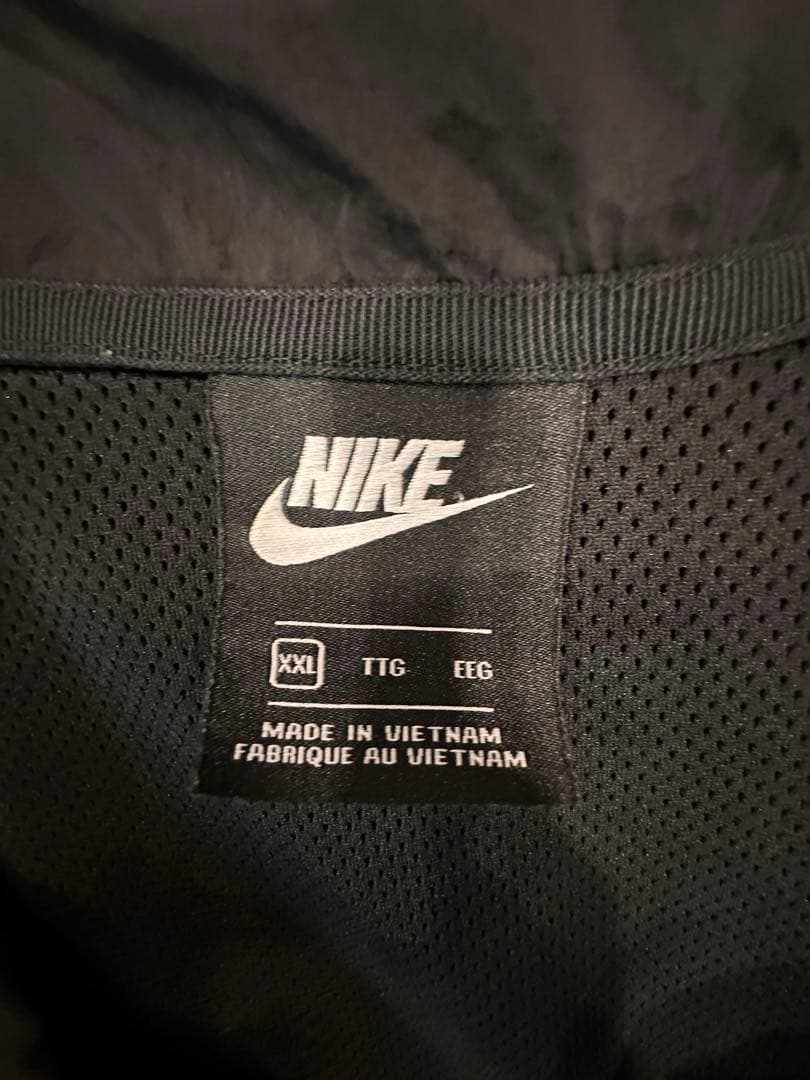 NIKE
XXL TTG EEG
MADE IN VIETNAM
FABRIQUE AU VIETNAM